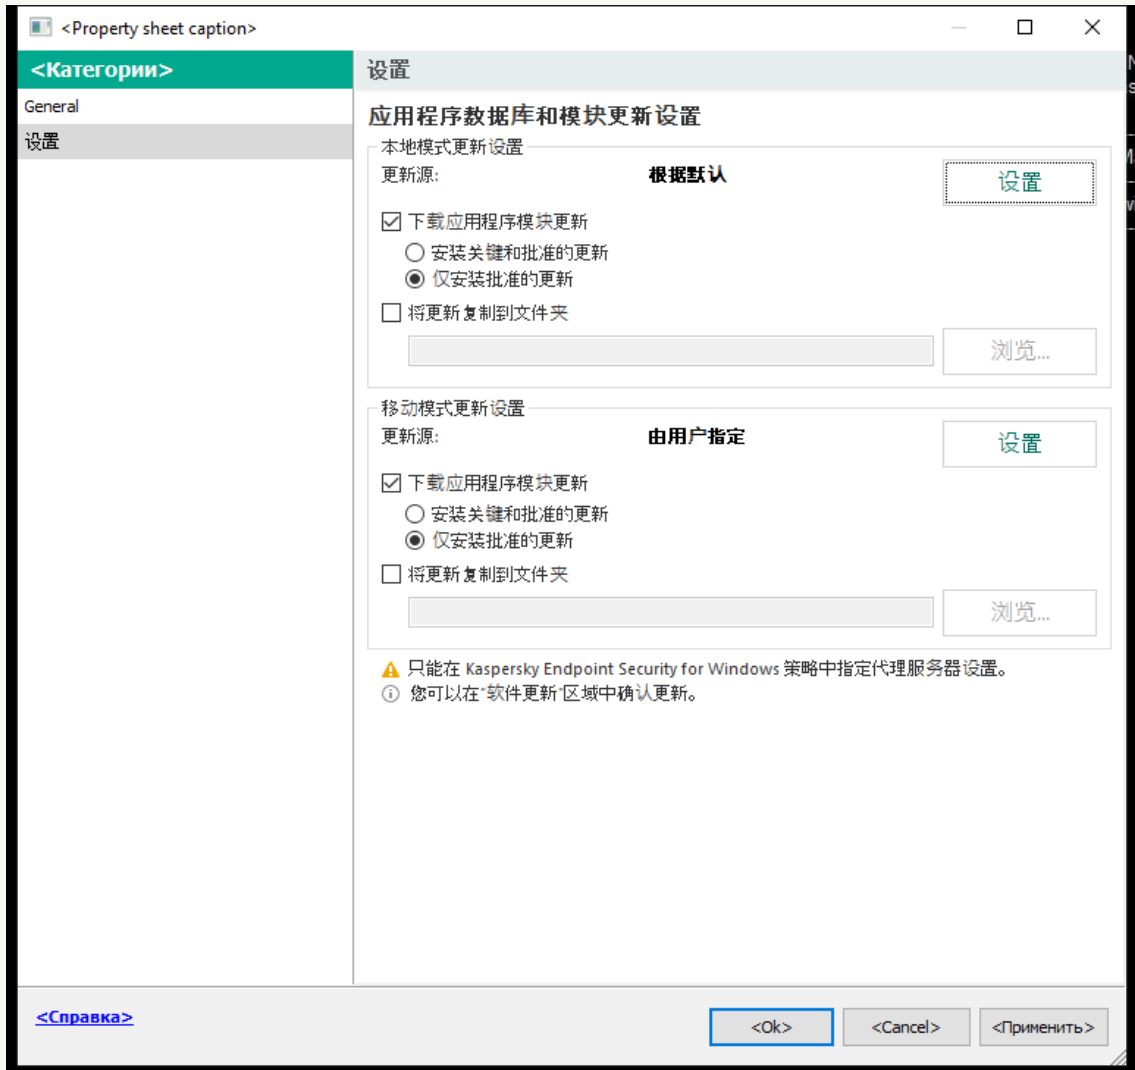 <Property sheet caption>
<Категории>
General
设置
设置
应用程序数据库和模块更新设置
本地模式更新设置
更新源:
根据默认
设置
下载应用程序模块更新
安装关键和批准的更新
仅安装批准的更新
将更新复制到文件夹
浏览...
移动模式更新设置
更新源:
由用户指定
设置
下载应用程序模块更新
安装关键和批准的更新
仅安装批准的更新
将更新复制到文件夹
浏览...
只能在 Kaspersky Endpoint Security for Windows 策略中指定代理服务器设置。
您可以在"软件更新"区域中确认更新。
<Справка>
<Ok>
<Cancel>
<Применить>